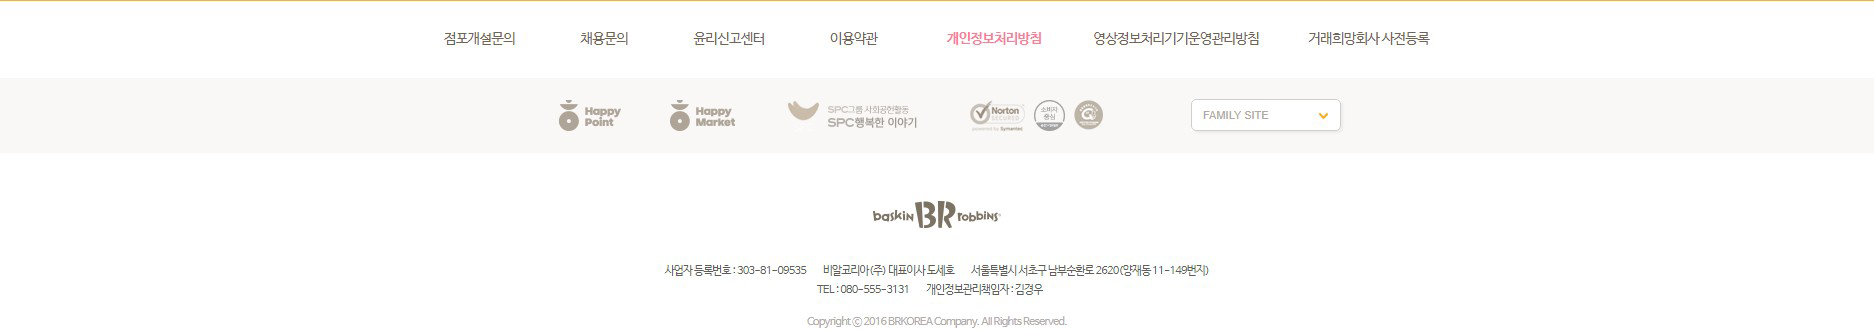 점포개설문의 채용문의 윤리신고센터 이용약관 개인정보처리방침 영상정보처리기기운영관리방침 거래희망회사 사전등록
Happy Point
Happy Market
SPC그룹 사회공헌활동
SPC행복한 이야기
Norton
SECURED
powered by Symantec
소비자
중심
FAMILY SITE
baskin BR robbins
사업자 등록번호 : 303-81-09535 비알코리아(주) 대표이사 도세호 서울특별시 서초구 남부순환로 2620(양재동 11-149번지)
TEL : 080-555-3131 개인정보관리책임자 : 김경우
Copyright ⓒ 2016 BRKOREA Company. All Rights Reserved.